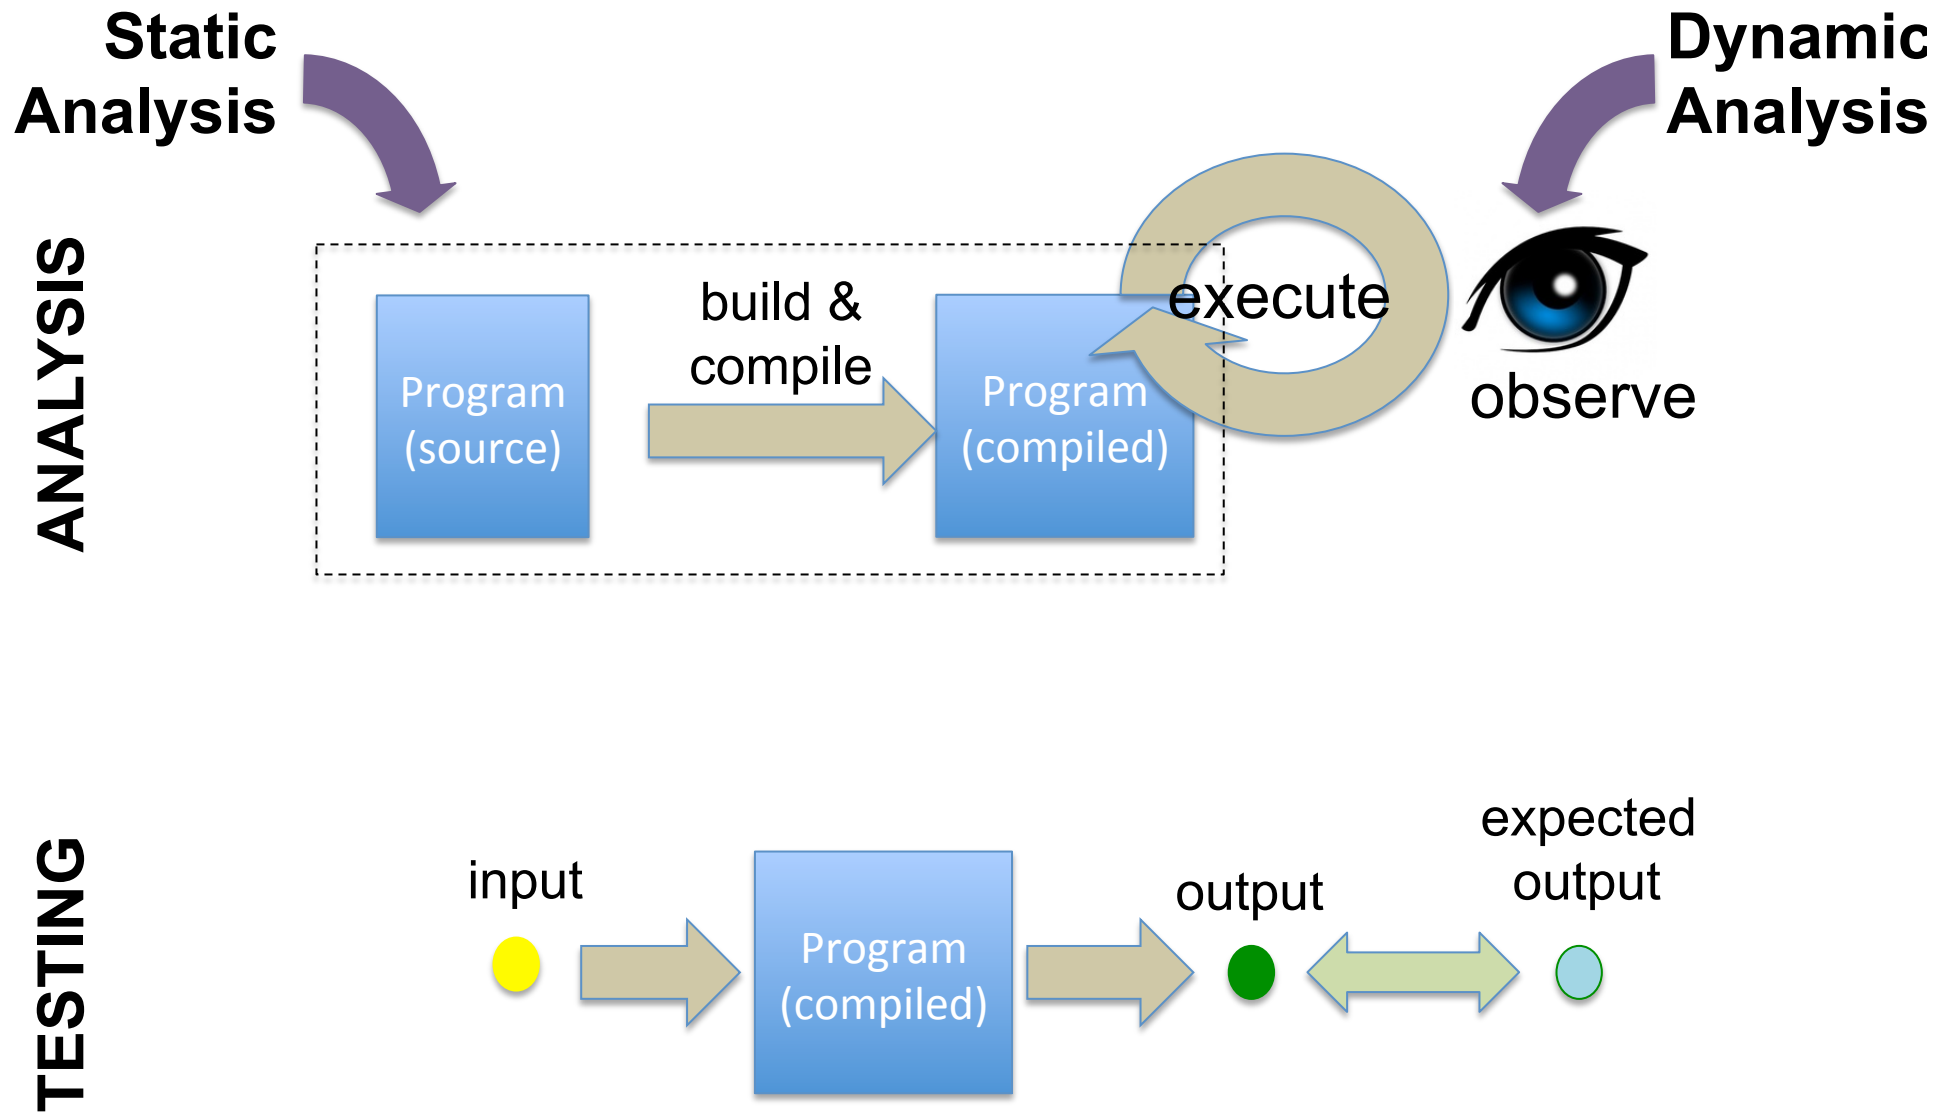 Static
Analysis
Dynamic
Analysis
ANALYSIS
build &
compile
execute
observe
Program
(source)
Program
(compiled)
TESTING
input
Program
(compiled)
output
expected
output